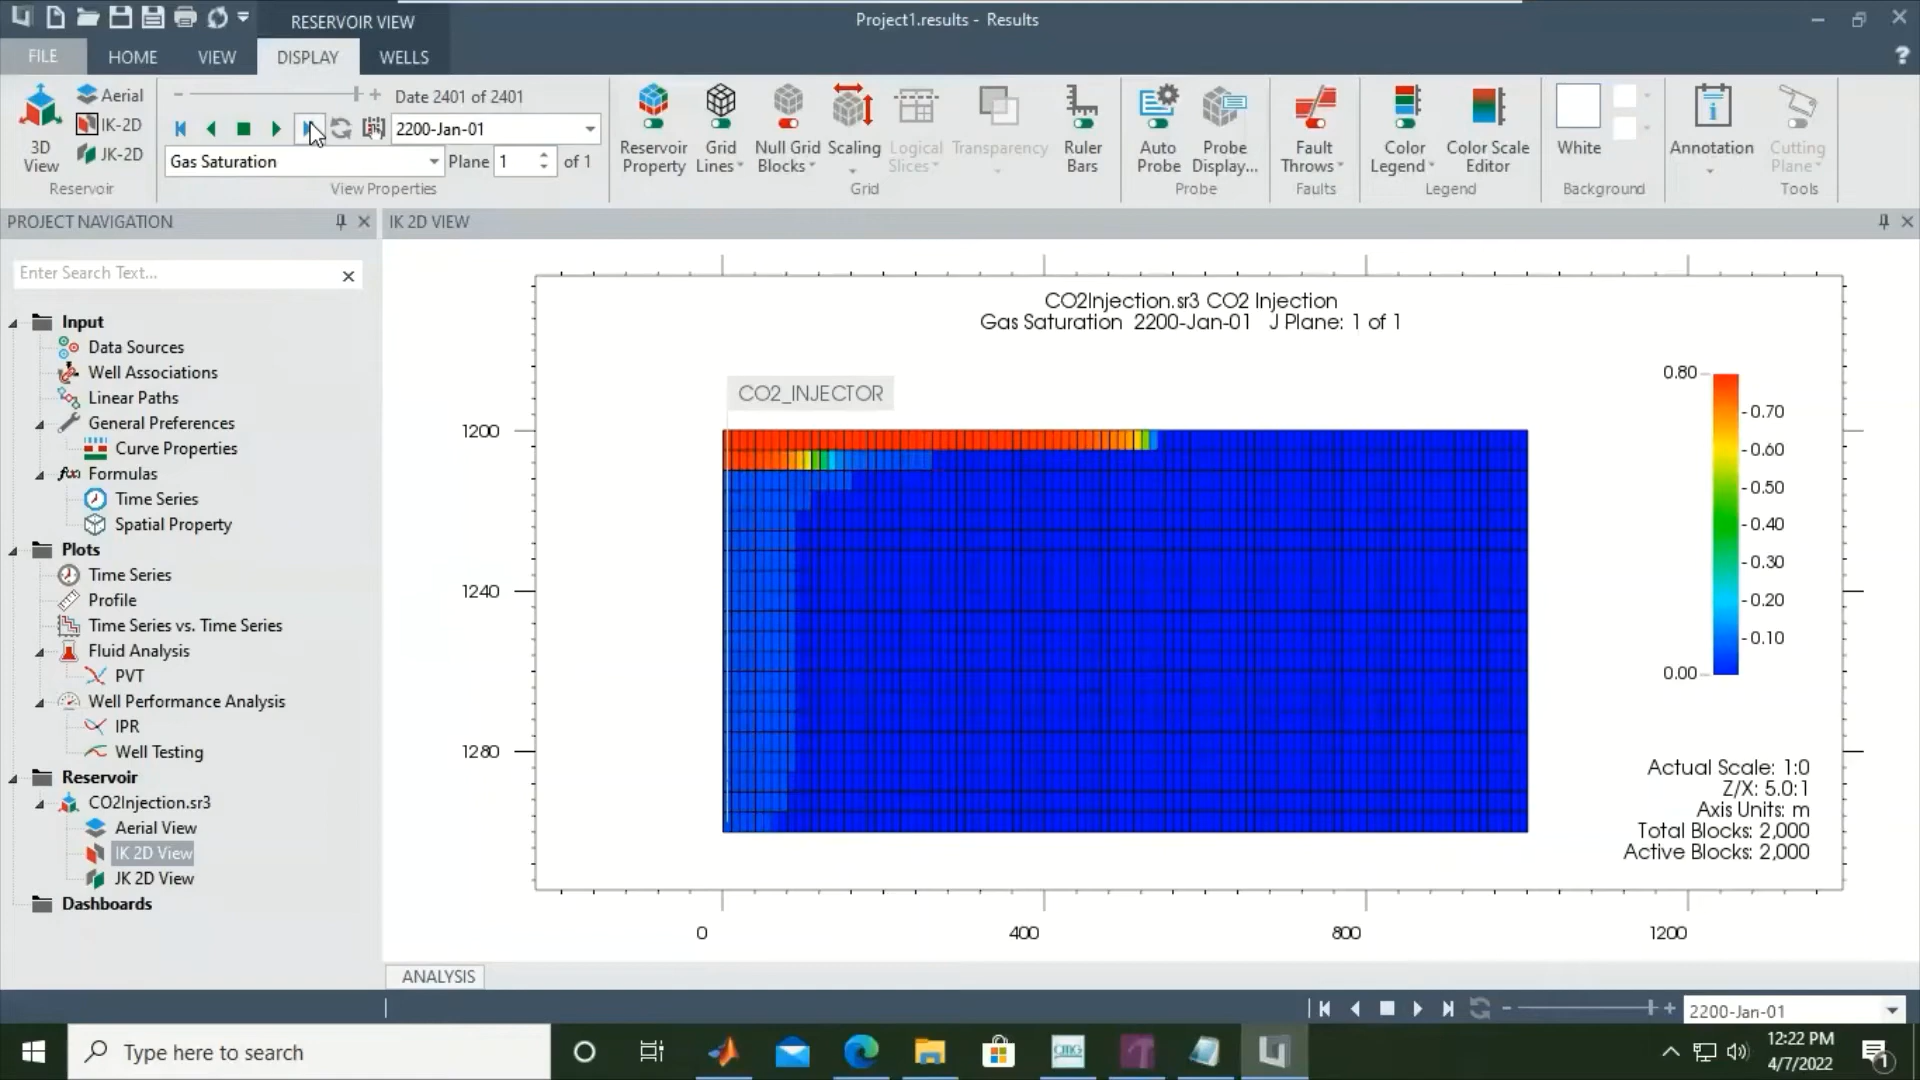 RESERVOIR VIEW
Project1.results - Results
FILE
HOME
VIEW
DISPLAY
WELLS
?
3D View
Aerial
IK-2D
JK-2D
Reservoir
Date 2401 of 2401
2200-Jan-01
Gas Saturation
Plane 1 of 1
View Properties
Reservoir Property
Grid Lines
Null Grid Blocks
Scaling
Logical Slices
Transparency
Ruler Bars
Grid
Auto Probe
Probe Display...
Probe
Fault Throws
Faults
Color Legend
Color Scale Editor
Legend
White
Background
Annotation
Cutting Plane
Tools
PROJECT NAVIGATION
Enter Search Text...
Input
Data Sources
Well Associations
Linear Paths
General Preferences
Curve Properties
Formulas
Time Series
Spatial Property
Plots
Time Series
Profile
Time Series vs. Time Series
Fluid Analysis
PVT
Well Performance Analysis
IPR
Well Testing
Reservoir
CO2Injection.sr3
Aerial View
IK 2D View
JK 2D View
Dashboards
IK 2D VIEW
CO2Injection.sr3 CO2 Injection
Gas Saturation 2200-Jan-01 J Plane: 1 of 1
CO2_INJECTOR
1200
1240
1280
0
400
800
1200
0.80
0.70
0.60
0.50
0.40
0.30
0.20
0.10
0.00
Actual Scale: 1:0
Z/X: 5.0:1
Axis Units: m
Total Blocks: 2,000
Active Blocks: 2,000
ANALYSIS
2200-Jan-01
Type here to search
CMG
12:22 PM
4/7/2022
1